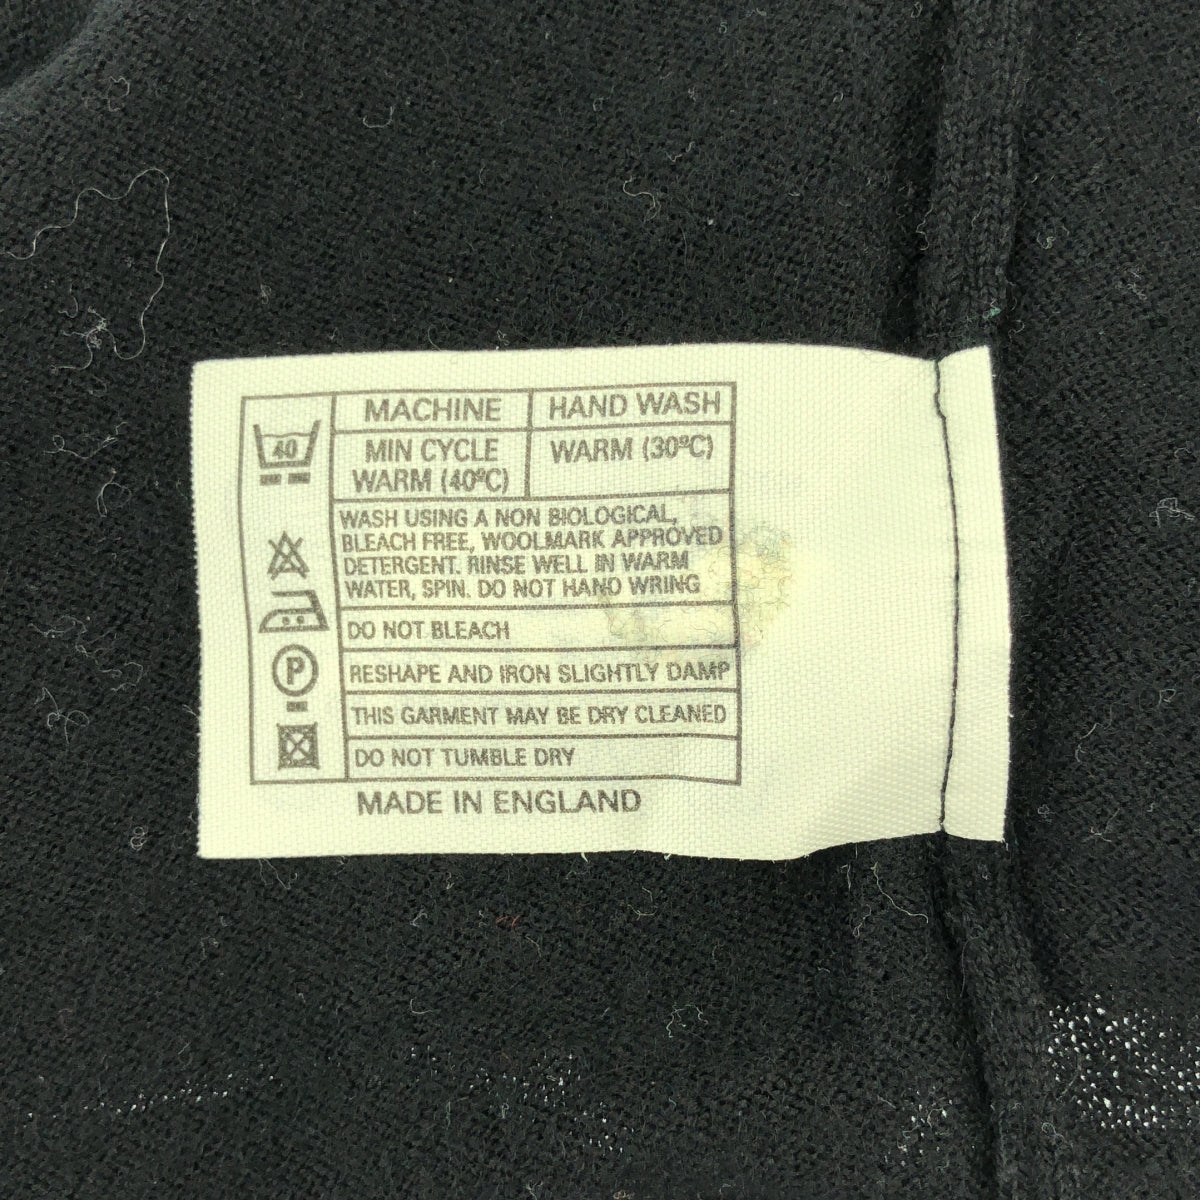 MACHINE HAND WASH
40 MIN CYCLE WARM (30ºC)
WARM (40ºC)
WASH USING A NON BIOLOGICAL,
BLEACH FREE, WOOLMARK APPROVED
DETERGENT. RINSE WELL IN WARM
WATER, SPIN. DO NOT HAND WRING
DO NOT BLEACH
RESHAPE AND IRON SLIGHTLY DAMP
P
THIS GARMENT MAY BE DRY CLEANED
DO NOT TUMBLE DRY
MADE IN ENGLAND